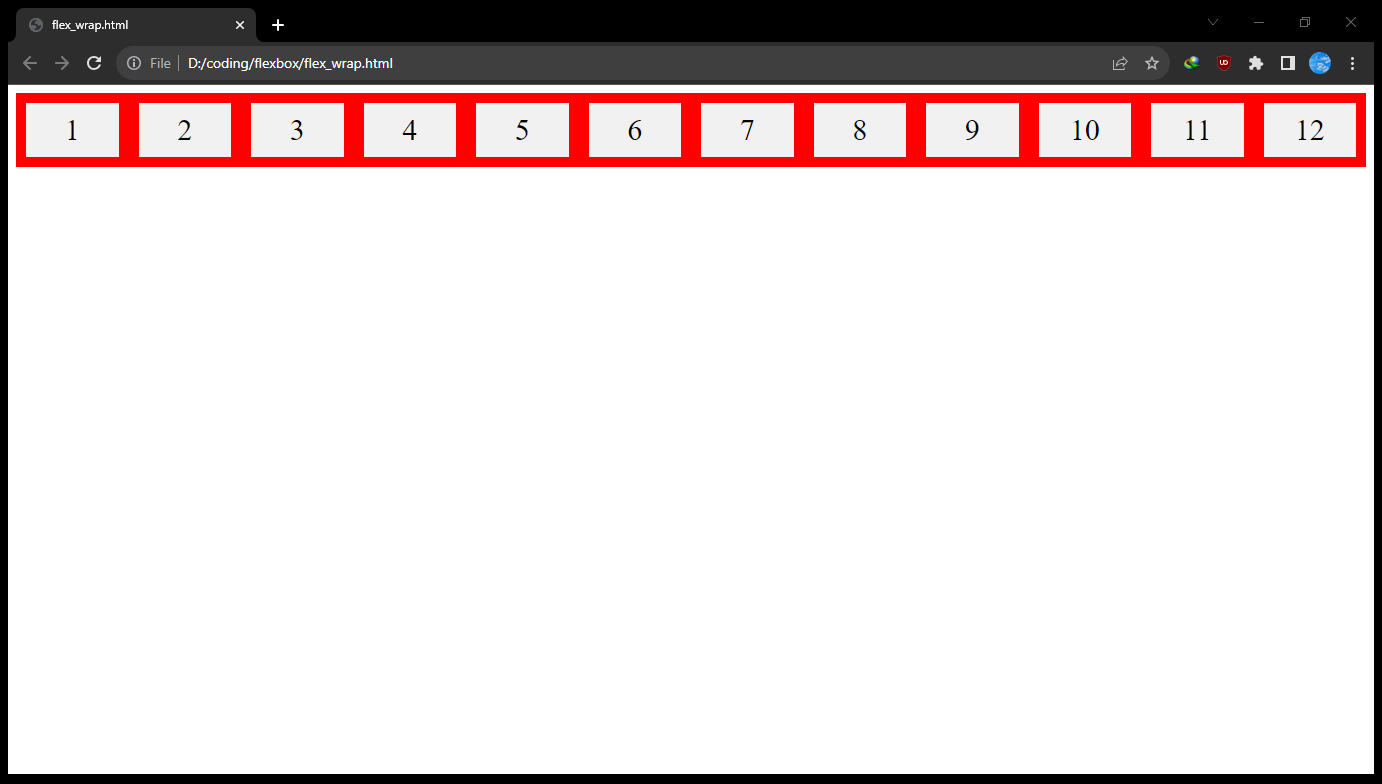 flex_wrap.html
File D:/coding/flexbox/flex_wrap.html
1 2 3 4 5 6 7 8 9 10 11 12